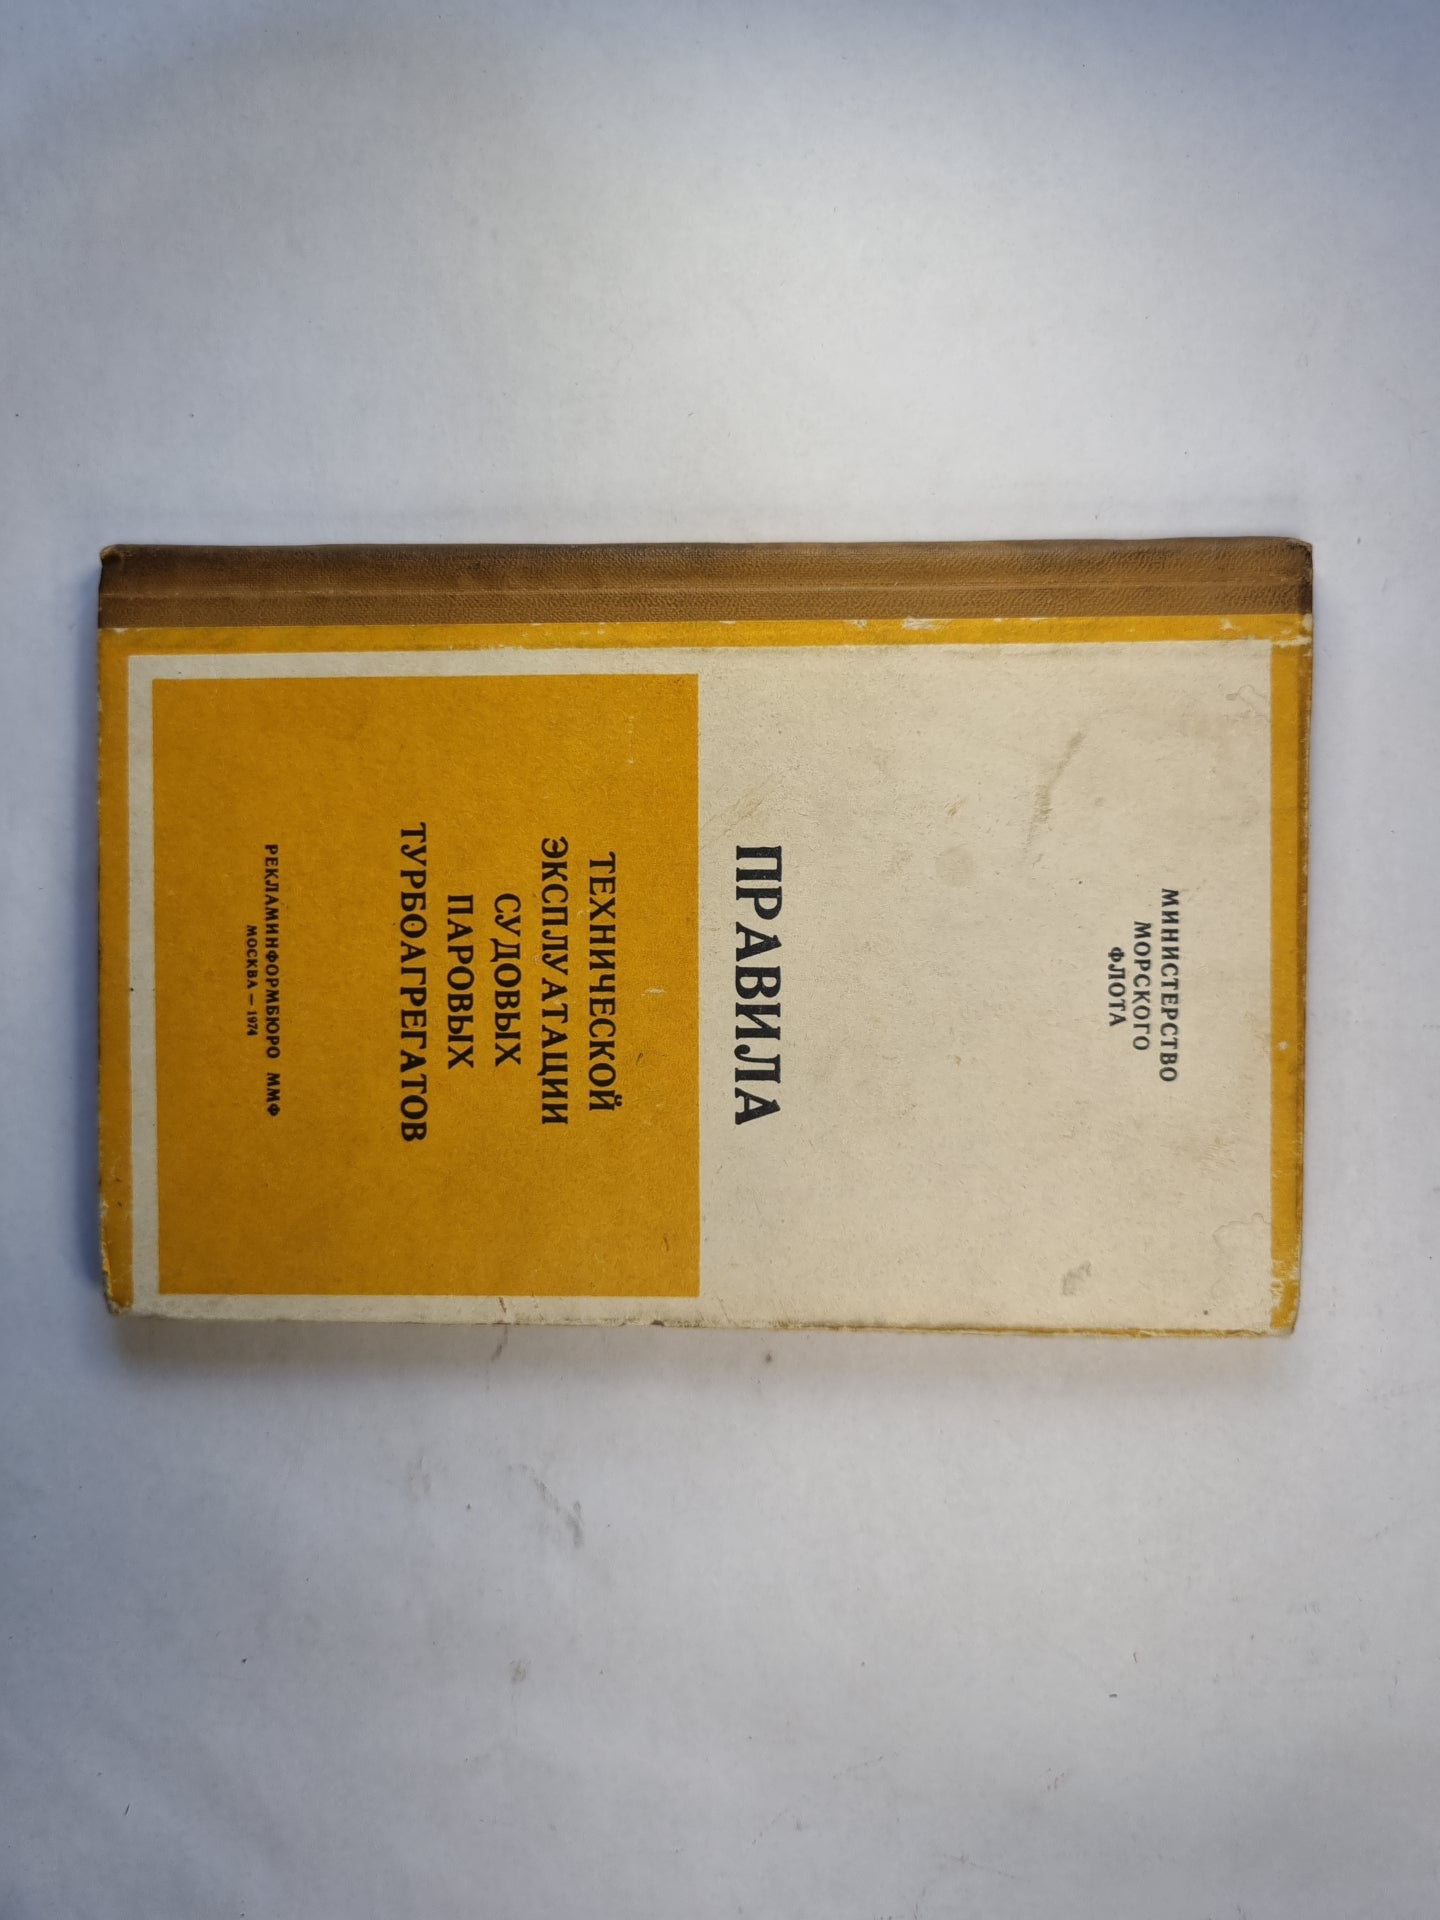 МИНИСТЕРСТВО
МОРСКОГО
ФЛОТА
ПРАВИЛА
ТЕХНИЧЕСКОЙ
ЭКСПЛУАТАЦИИ
СУДОВЫХ
ПАРОВЫХ
ТУРБОАГРЕГАТОВ
РЕКЛАМИНФОРМБЮРО ММФ
МОСКВА — 1974